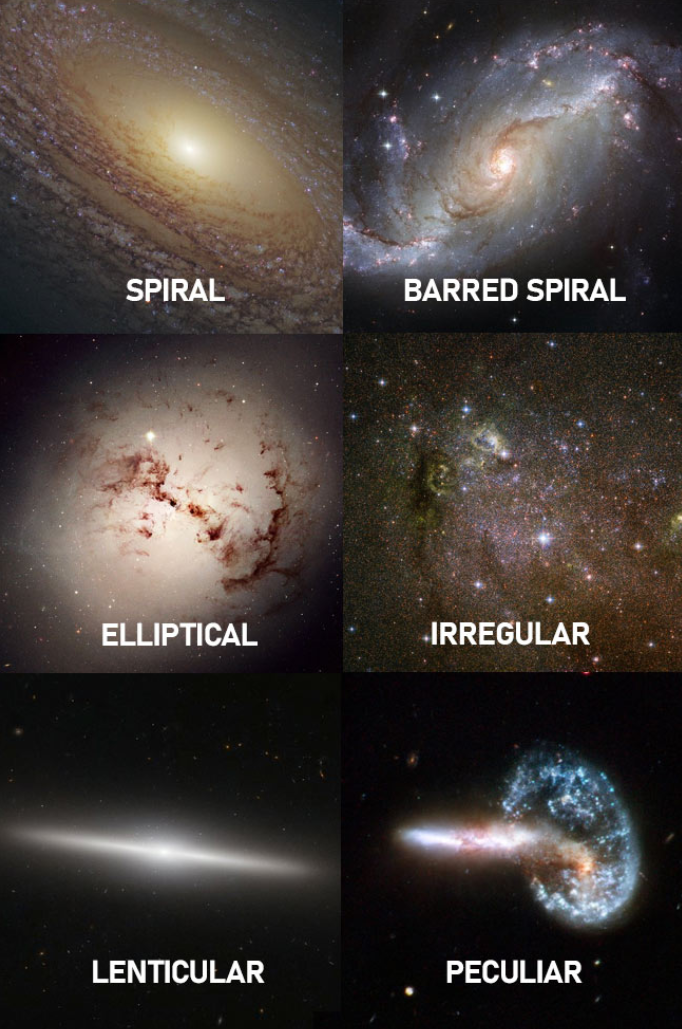 SPIRAL
BARRED SPIRAL
ELLIPTICAL
IRREGULAR
LENTICULAR
PECULIAR